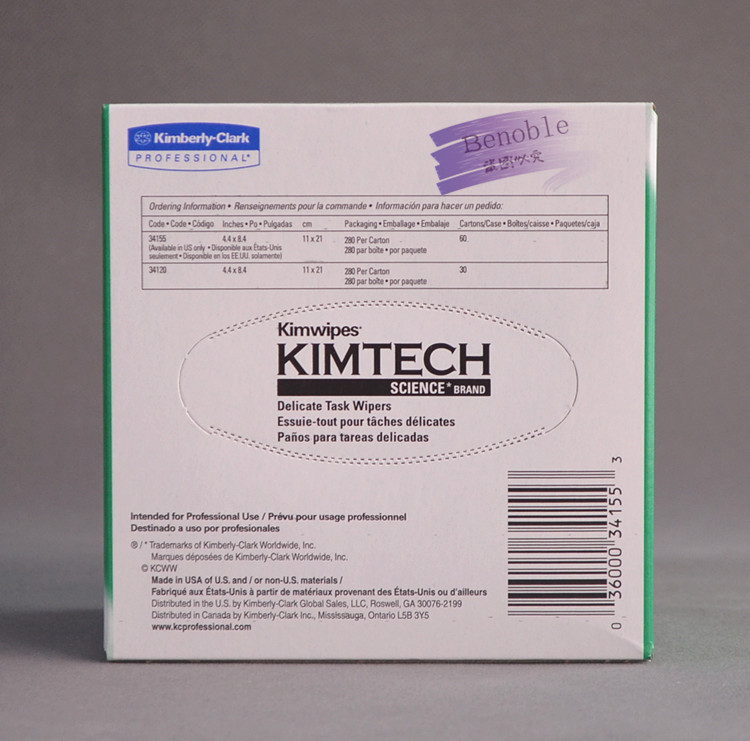 Kimberly-Clark
PROFESSIONAL*
Benoble
Ordering Information • Renseignements pour la commande • Información para hacer un pedido:
Code • Code • Código Inches • Po • Pulgadas cm Packaging • Emballage • Embalaje Cartons/Case • Boîtes/caisse • Paquetes/caja
34155 4.4 x 8.4 11 x 21 280 Per Carton 60
(Available in US only • Disponible aux États-Unis 280 par boîte • por paquete
seulement • Disponible en los EE.UU. solamente)
34120 4.4 x 8.4 11 x 21 280 Per Carton 30
280 par boîte • por paquete
Kimwipes*
KIMTECH
SCIENCE* BRAND
Delicate Task Wipers
Essuie-tout pour tâches délicates
Paños para tareas delicadas
Intended for Professional Use / Prévu pour usage professionnel
Destinado a uso por profesionales
® / * Trademarks of Kimberly-Clark Worldwide, Inc.
Marques déposées de Kimberly-Clark Worldwide, Inc.
© KCWW
Made in USA of U.S. and / or non-U.S. materials /
Fabriqué aux États-Unis à partir de matériaux provenant des États-Unis ou d'ailleurs
Distributed in the U.S. by Kimberly-Clark Global Sales, LLC, Roswell, GA 30076-2199
Distributed in Canada by Kimberly-Clark Inc., Mississauga, Ontario L5B 3Y5
www.kcprofessional.com
0 36000 34155 3